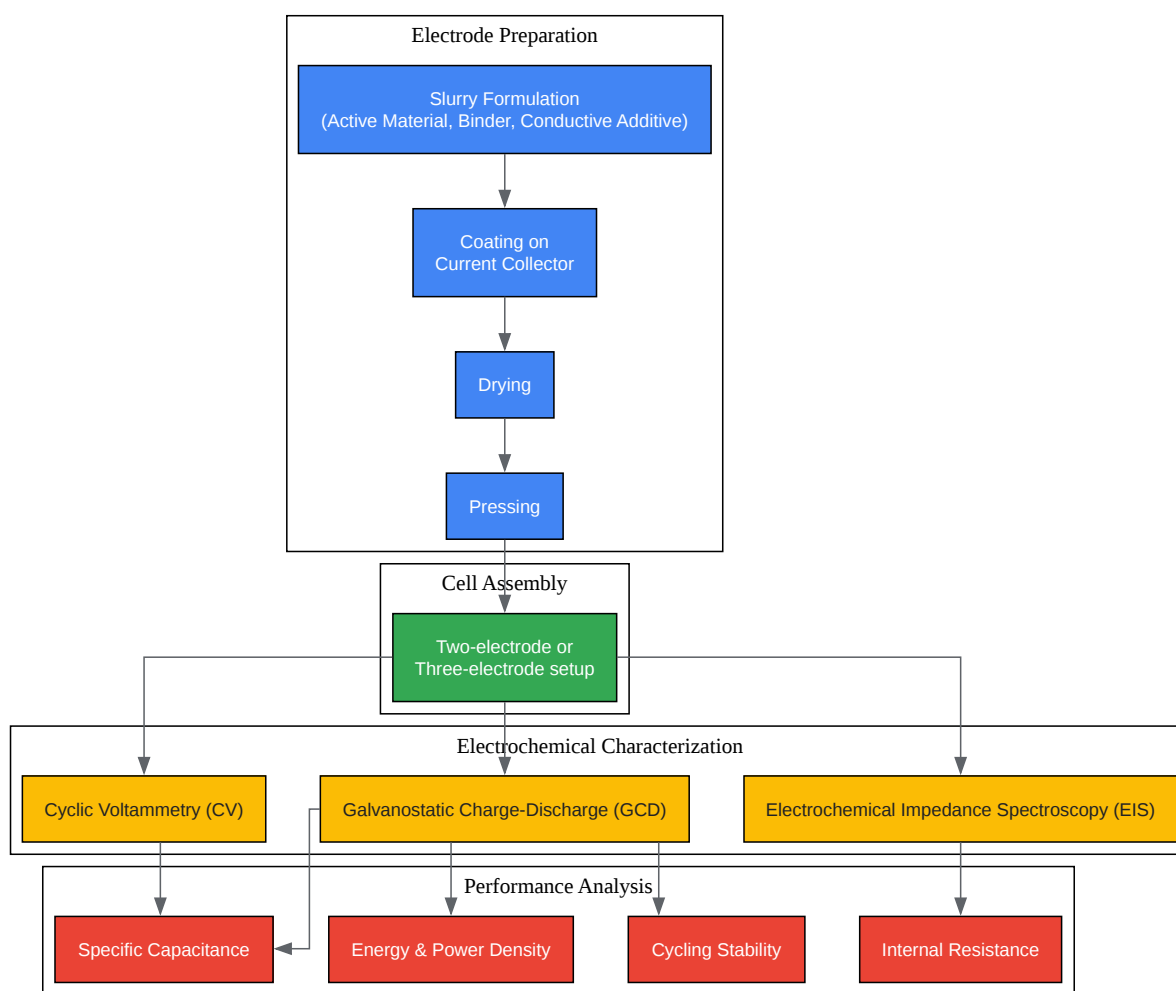 Electrode Preparation
Slurry Formulation
(Active Material, Binder, Conductive Additive)
Coating on
Current Collector
Drying
Pressing
Cell Assembly
Two-electrode or
Three-electrode setup
Electrochemical Characterization
Cyclic Voltammetry (CV)
Galvanostatic Charge-Discharge (GCD)
Electrochemical Impedance Spectroscopy (EIS)
Performance Analysis
Specific Capacitance
Energy & Power Density
Cycling Stability
Internal Resistance